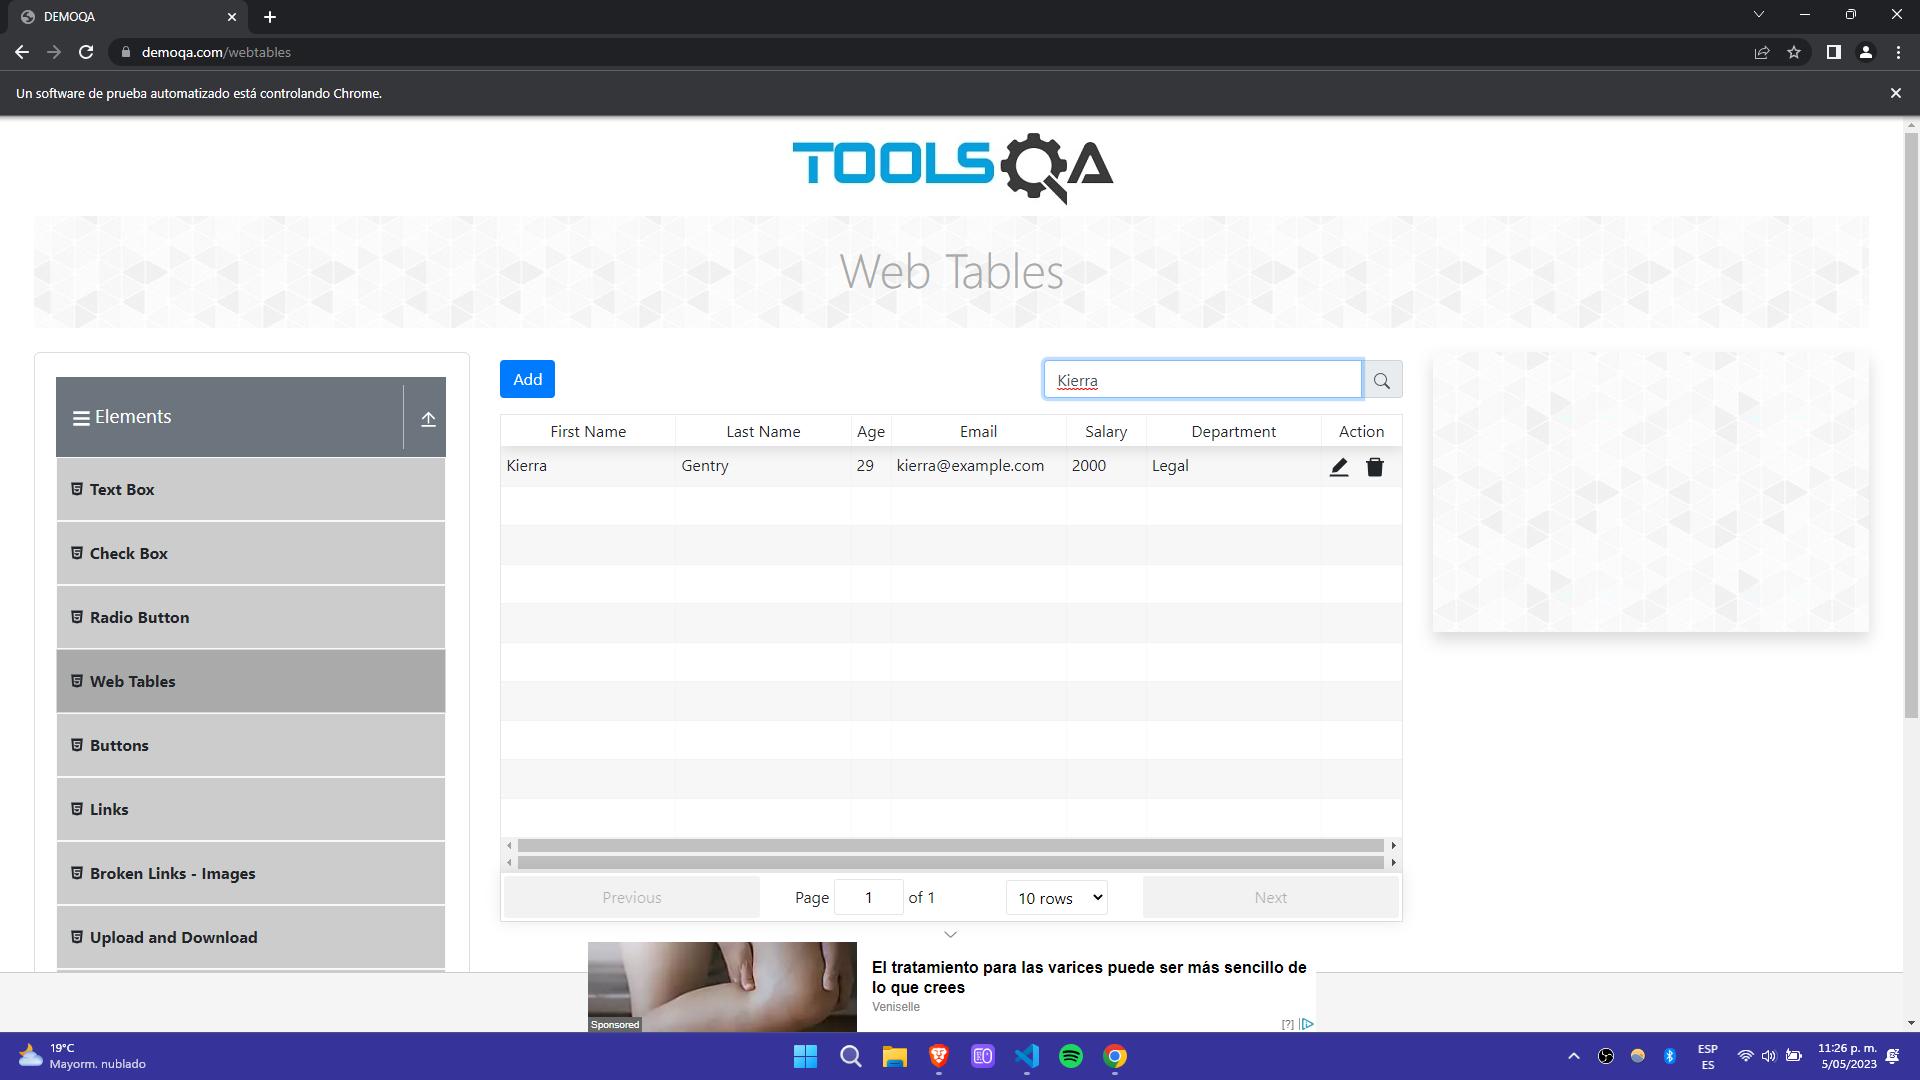 DEMOQA
demoqa.com/webtables
Un software de prueba automatizado está controlando Chrome.
TOOLSQA
Web Tables
Elements
Text Box
Check Box
Radio Button
Web Tables
Buttons
Links
Broken Links - Images
Upload and Download
Add
Kierra
First Name Last Name Age Email Salary Department Action
Kierra Gentry 29 kierra@example.com 2000 Legal
Previous Page 1 of 1 10 rows Next
El tratamiento para las varices puede ser más sencillo de
lo que crees
Veniselle
Sponsored
[?]
19°C
Mayorm. nublado
ESP
ES
11:26 p. m.
5/05/2023